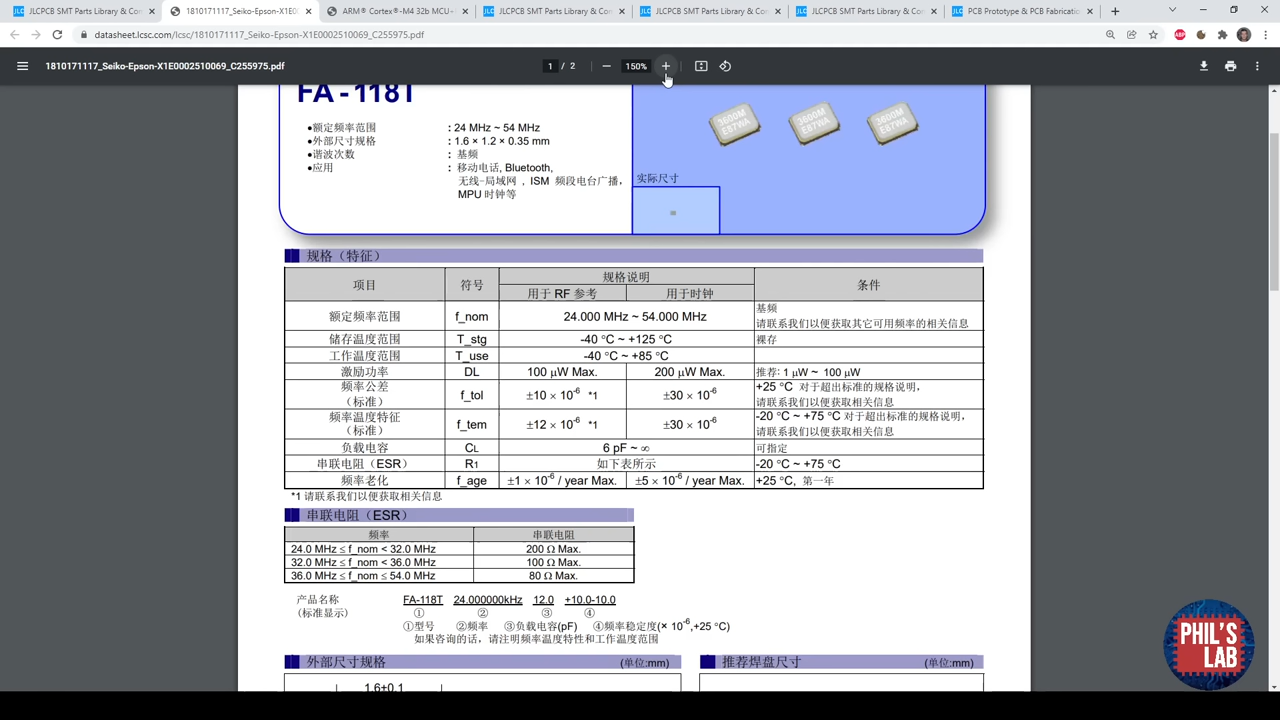 JLCPCB SMT Parts Library & Co
1810171117_Seiko-Epson-X1E0
ARM® Cortex®-M4 32b MCU+
JLCPCB SMT Parts Library & Co
JLCPCB SMT Parts Library & Co
JLCPCB SMT Parts Library & Co
PCB Prototype & PCB Fabricatio
datasheet.lcsc.com/lcsc/1810171117_Seiko-Epson-X1E0002510069_C255975.pdf
1810171117_Seiko-Epson-X1E0002510069_C255975.pdf
1 / 2
150%
FA-118T
•额定频率范围 : 24 MHz ~ 54 MHz
•外部尺寸规格 : 1.6 × 1.2 × 0.35 mm
•谐波次数 : 基频
•应用 : 移动电话, Bluetooth,
无线-局域网 , ISM 频段电台广播,
MPU 时钟等
3600M
E87WA
3600M
E87WA
3600M
E87WA
实际尺寸
规格（特征）
项目 符号 规格说明 条件
用于 RF 参考 用于时钟
额定频率范围 f_nom 24.000 MHz ~ 54.000 MHz 基频
请联系我们以便获取其它可用频率的相关信息
储存温度范围 T_stg -40 °C ~ +125 °C 裸存
工作温度范围 T_use -40 °C ~ +85 °C
激励功率 DL 100 μW Max. 200 μW Max. 推荐: 1 μW ~ 100 μW
频率公差
(标准) f_tol ±10 × 10-6 *1 ±30 × 10-6 +25 °C 对于超出标准的规格说明,
请联系我们以便获取相关信息
频率温度特征
(标准) f_tem ±12 × 10-6 *1 ±30 × 10-6 -20 °C ~ +75 °C 对于超出标准的规格说明,
请联系我们以便获取相关信息
负载电容 CL 6 pF ~ ∞ 可指定
串联电阻（ESR） R1 如下表所示 -20 °C ~ +75 °C
频率老化 f_age ±1 × 10-6 / year Max. ±5 × 10-6 / year Max. +25 °C, 第一年
*1 请联系我们以便获取相关信息
串联电阻（ESR）
频率 串联电阻
24.0 MHz ≤ f_nom < 32.0 MHz 200 Ω Max.
32.0 MHz ≤ f_nom < 36.0 MHz 100 Ω Max.
36.0 MHz ≤ f_nom ≤ 54.0 MHz 80 Ω Max.
产品名称 FA-118T 24.000000kHz 12.0 +10.0-10.0
(标准显示) ① ② ③ ④
①型号 ②频率 ③负载电容(pF) ④频率稳定度(× 10-6,+25 °C)
如果咨询的话，请注明频率温度特性和工作温度范围
外部尺寸规格 (单位:mm)
推荐焊盘尺寸 (单位:mm)
1.6±0.1
PHIL'S
LAB